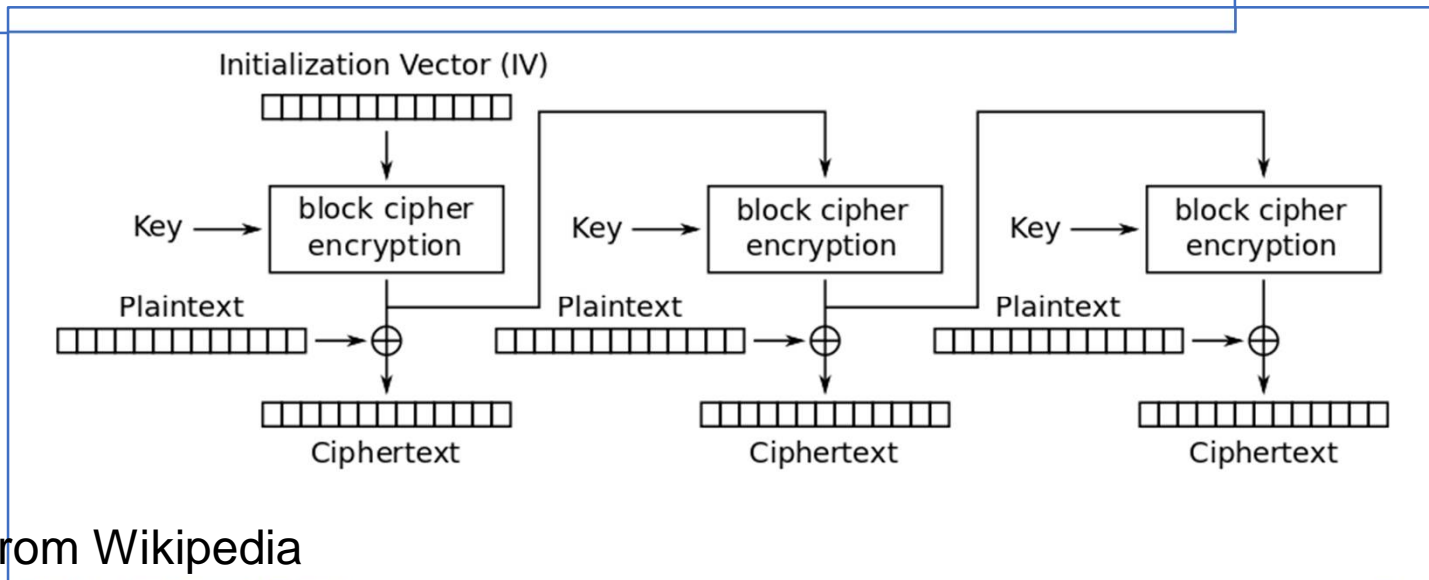 Initialization Vector (IV)
Key
block cipher
encryption
Plaintext
Ciphertext
Key
block cipher
encryption
Plaintext
Ciphertext
Key
block cipher
encryption
Plaintext
Ciphertext
rom Wikipedia